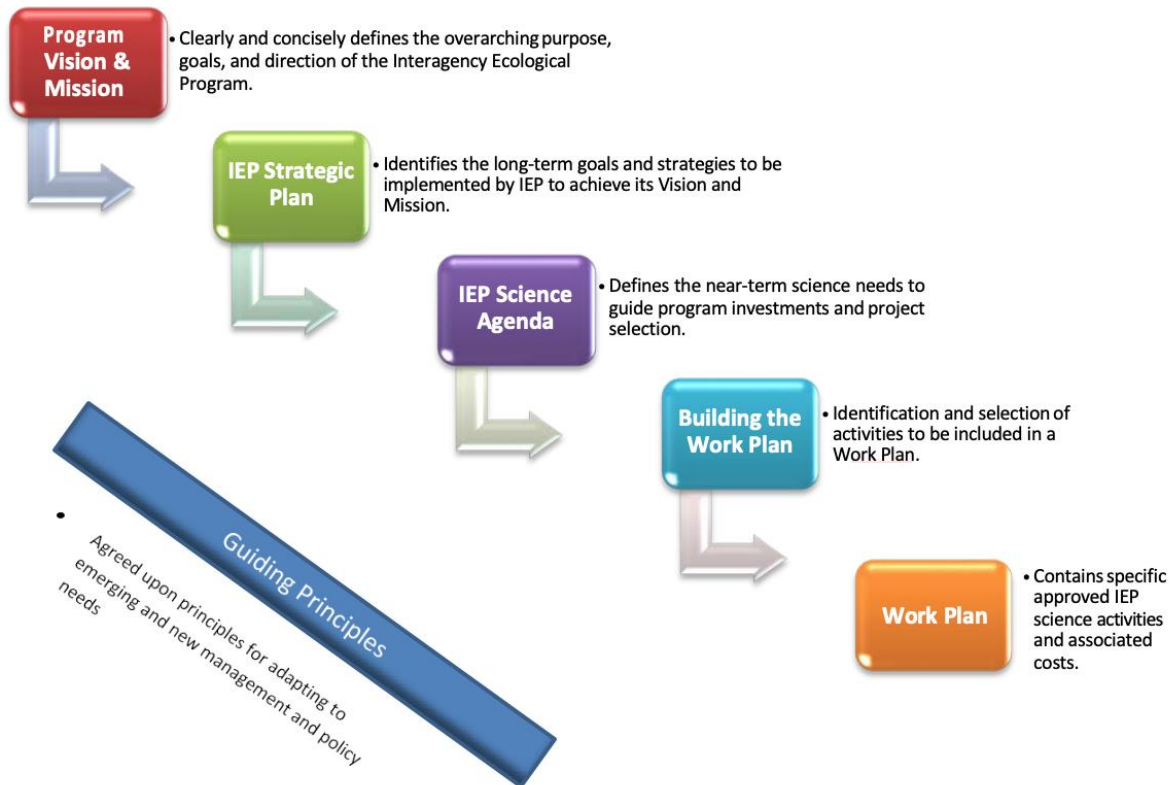 Program
Vision &
Mission
• Clearly and concisely defines the overarching purpose,
goals, and direction of the Interagency Ecological
Program.
IEP Strategic
Plan
• Identifies the long-term goals and strategies to be
implemented by IEP to achieve its Vision and
Mission.
IEP Science
Agenda
• Defines the near-term science needs to
guide program investments and project
selection.
Building the
Work Plan
• Identification and selection of
activities to be included in a
Work Plan.
Work Plan
• Contains specific
approved IEP
science activities
and associated
costs.
Guiding Principles
• Agreed upon principles for adapting to
emerging and new management and policy
needs